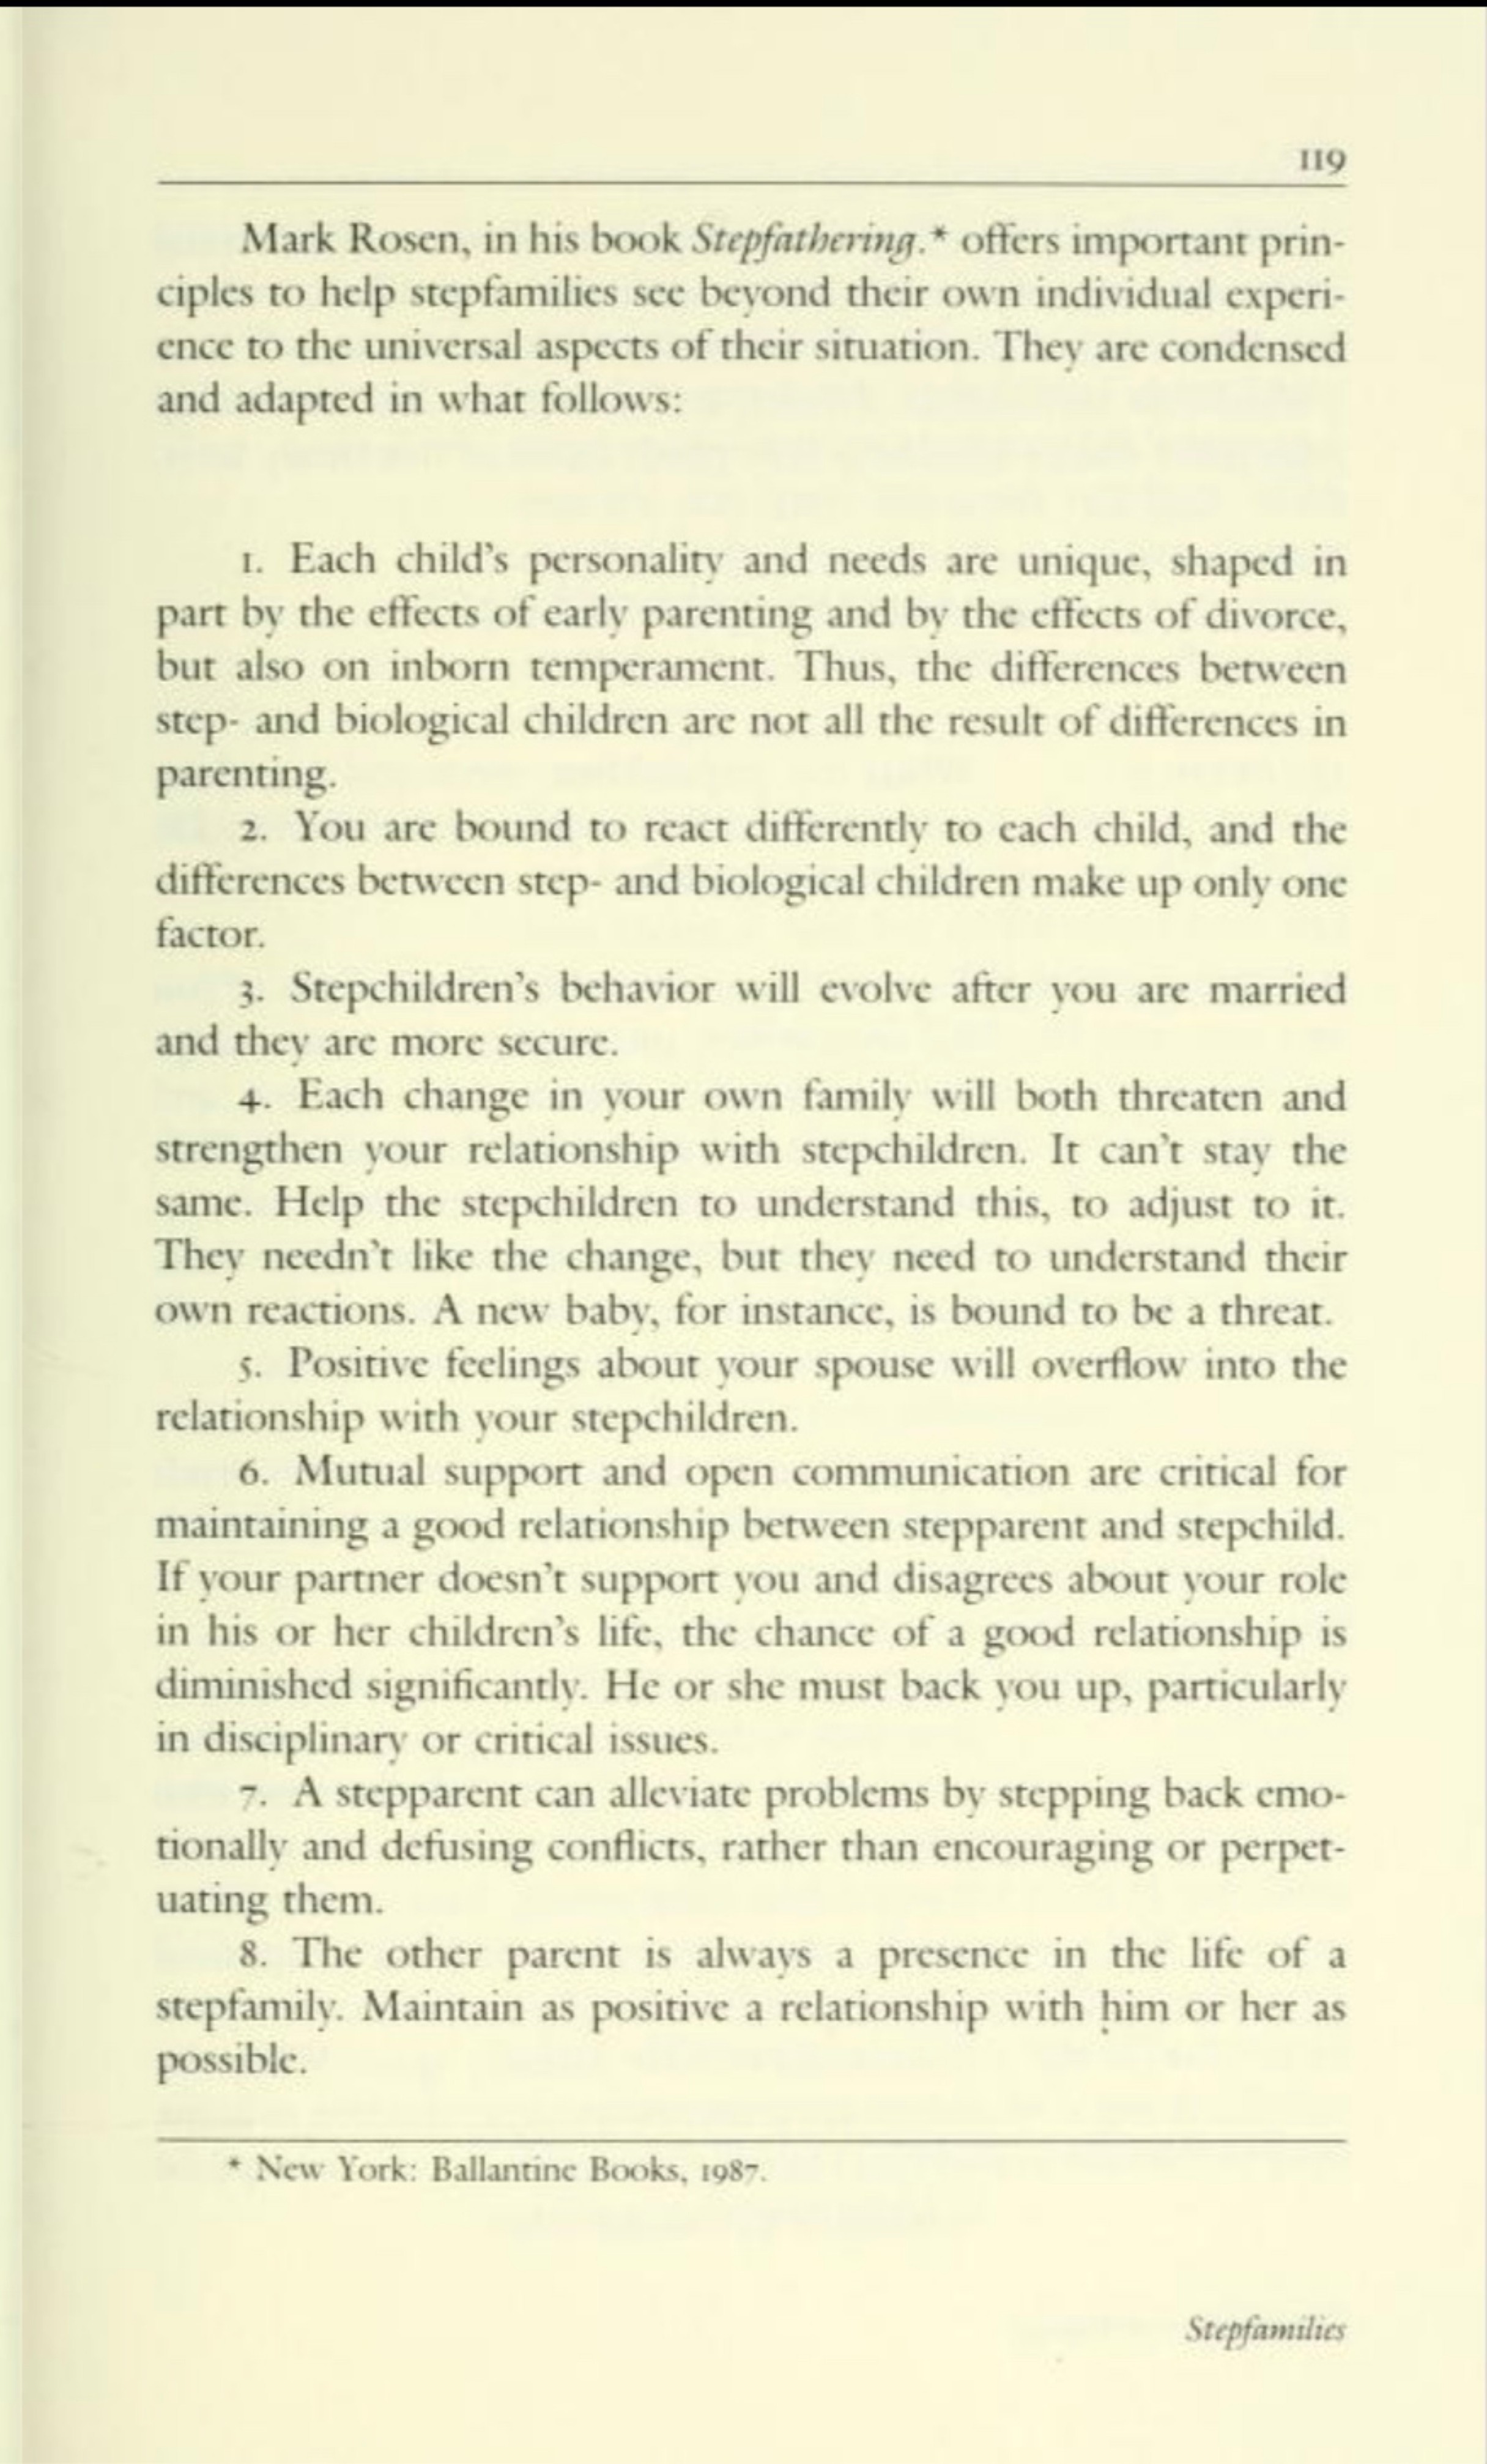 119
Mark Rosen, in his book Stepfathering.* offers important prin-
ciples to help stepfamilies see beyond their own individual experi-
ence to the universal aspects of their situation. They are condensed
and adapted in what follows:
1. Each child's personality and needs are unique, shaped in
part by the effects of early parenting and by the effects of divorce,
but also on inborn temperament. Thus, the differences between
step- and biological children are not all the result of differences in
parenting.
2. You are bound to react differently to each child, and the
differences between step- and biological children make up only one
factor.
3. Stepchildren's behavior will evolve after you are married
and they are more secure.
4. Each change in your own family will both threaten and
strengthen your relationship with stepchildren. It can't stay the
same. Help the stepchildren to understand this, to adjust to it.
They needn't like the change, but they need to understand their
own reactions. A new baby, for instance, is bound to be a threat.
5. Positive feelings about your spouse will overflow into the
relationship with your stepchildren.
6. Mutual support and open communication are critical for
maintaining a good relationship between stepparent and stepchild.
If your partner doesn't support you and disagrees about your role
in his or her children's life, the chance of a good relationship is
diminished significantly. He or she must back you up, particularly
in disciplinary or critical issues.
7. A stepparent can alleviate problems by stepping back emo-
tionally and defusing conflicts, rather than encouraging or perpet-
uating them.
8. The other parent is always a presence in the life of a
stepfamily. Maintain as positive a relationship with him or her as
possible.
* New York: Ballantine Books, 1987.
Stepfamilies